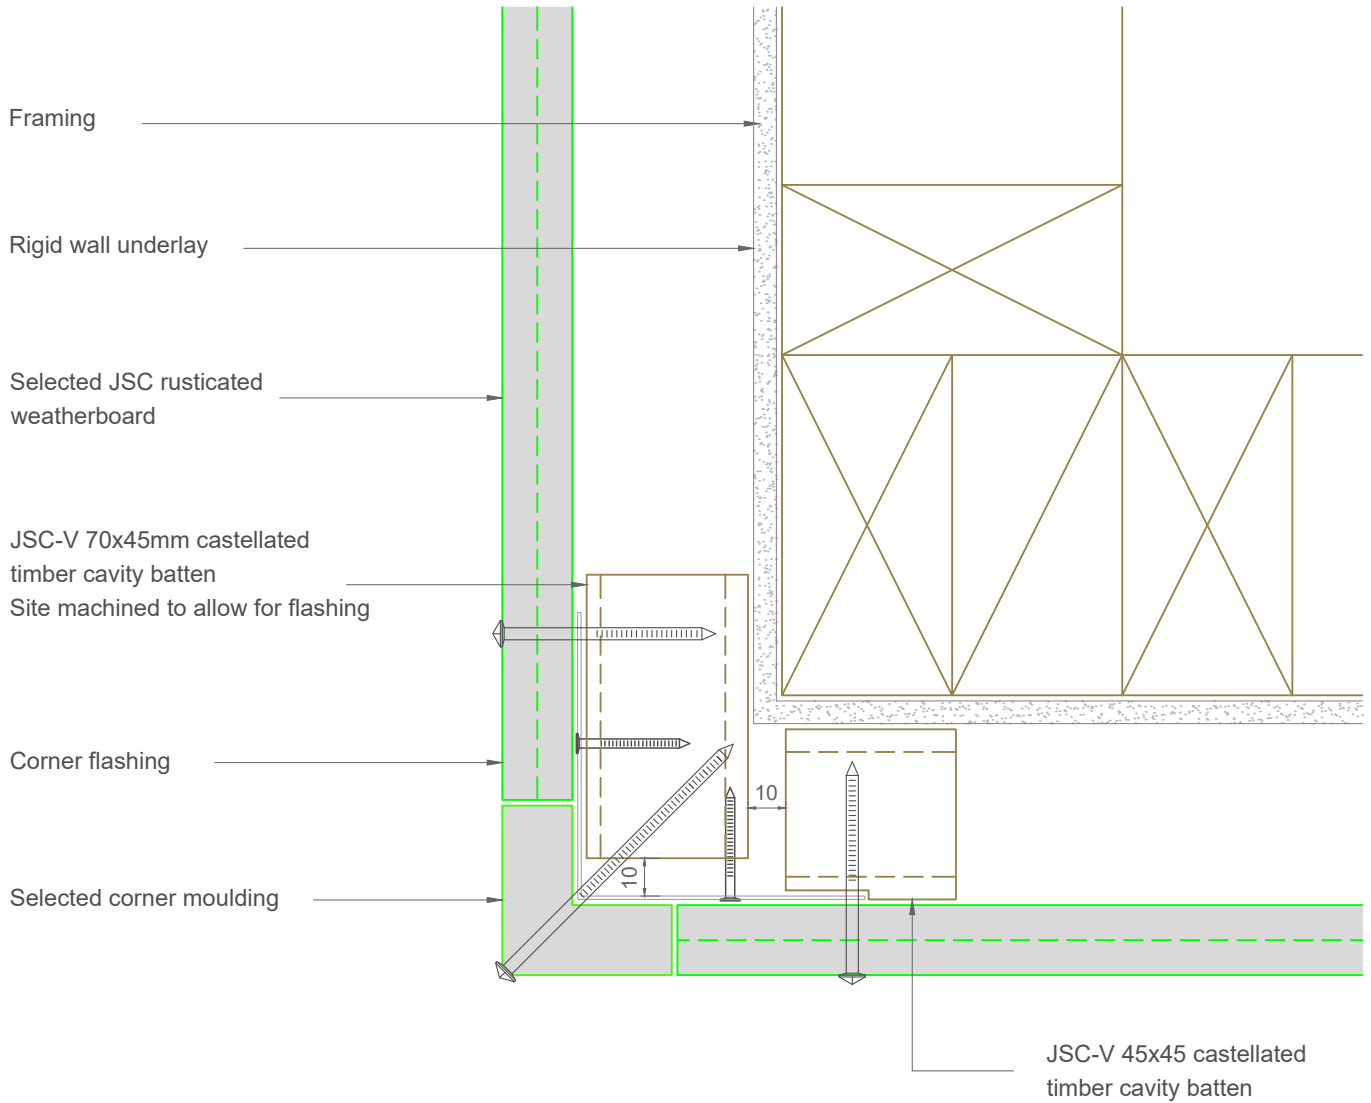 Framing
Rigid wall underlay
Selected JSC rusticated
weatherboard
JSC-V 70x45mm castellated
timber cavity batten
Site machined to allow for flashing
Corner flashing
10
10
Selected corner moulding
JSC-V 45x45 castellated
timber cavity batten